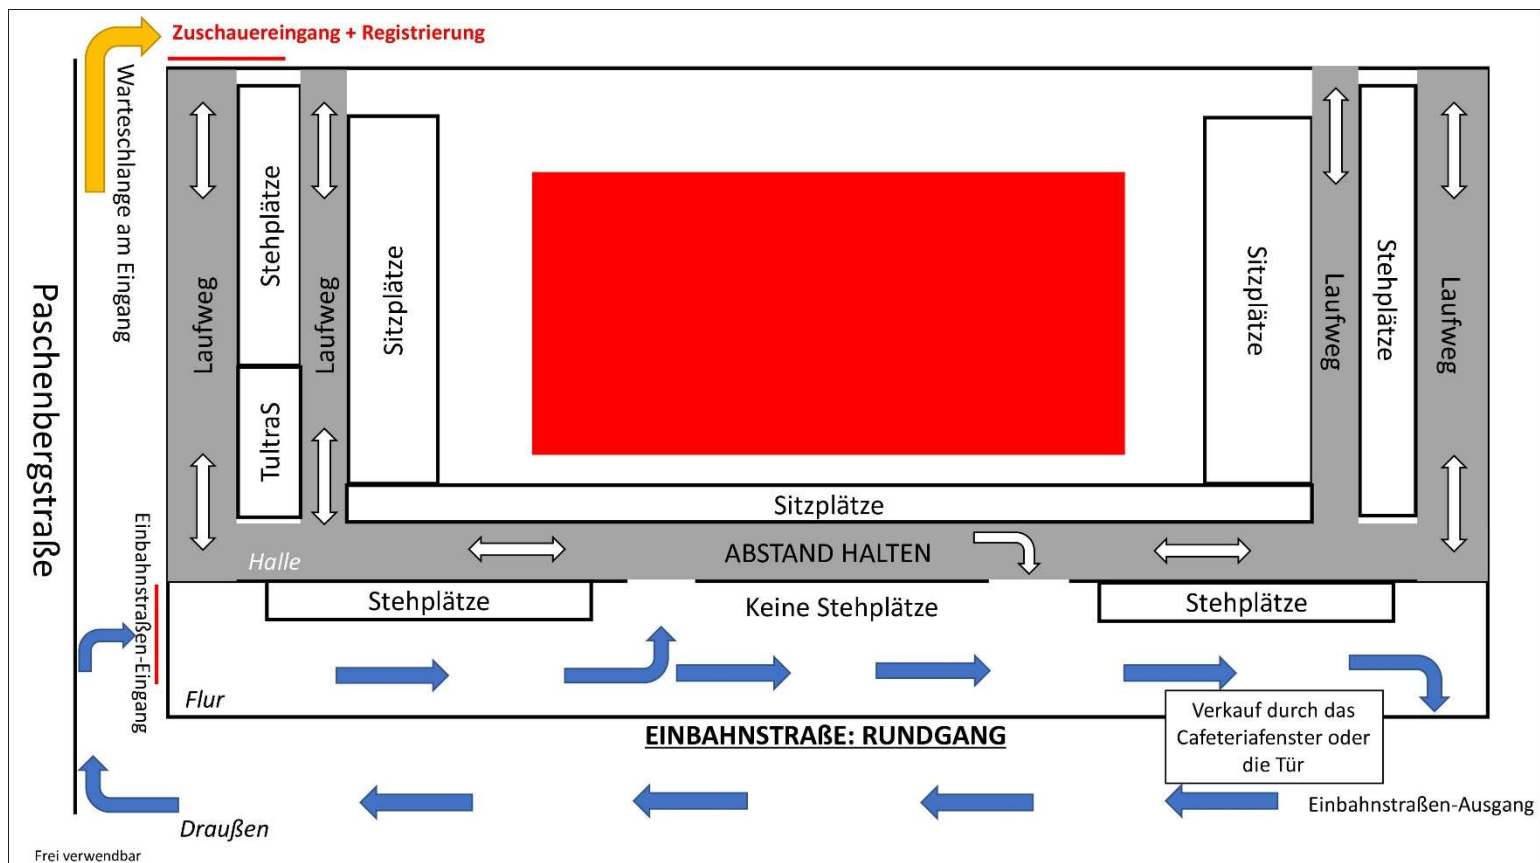 Zuschauereingang + Registrierung
Warteschlange am Eingang
Paschenbergstraße
Laufweg
Stehplätze
TultraS
Laufweg
Sitzplätze
Sitzplätze
Laufweg
Stehplätze
Laufweg
Sitzplätze
Halle
ABSTAND HALTEN
Einbahnstraßen-Eingang
Stehplätze
Keine Stehplätze
Stehplätze
Flur
EINBAHNSTRAßE: RUNDGANG
Verkauf durch das
Cafeteriafenster oder
die Tür
Draußen
Einbahnstraßen-Ausgang
Frei verwendbar